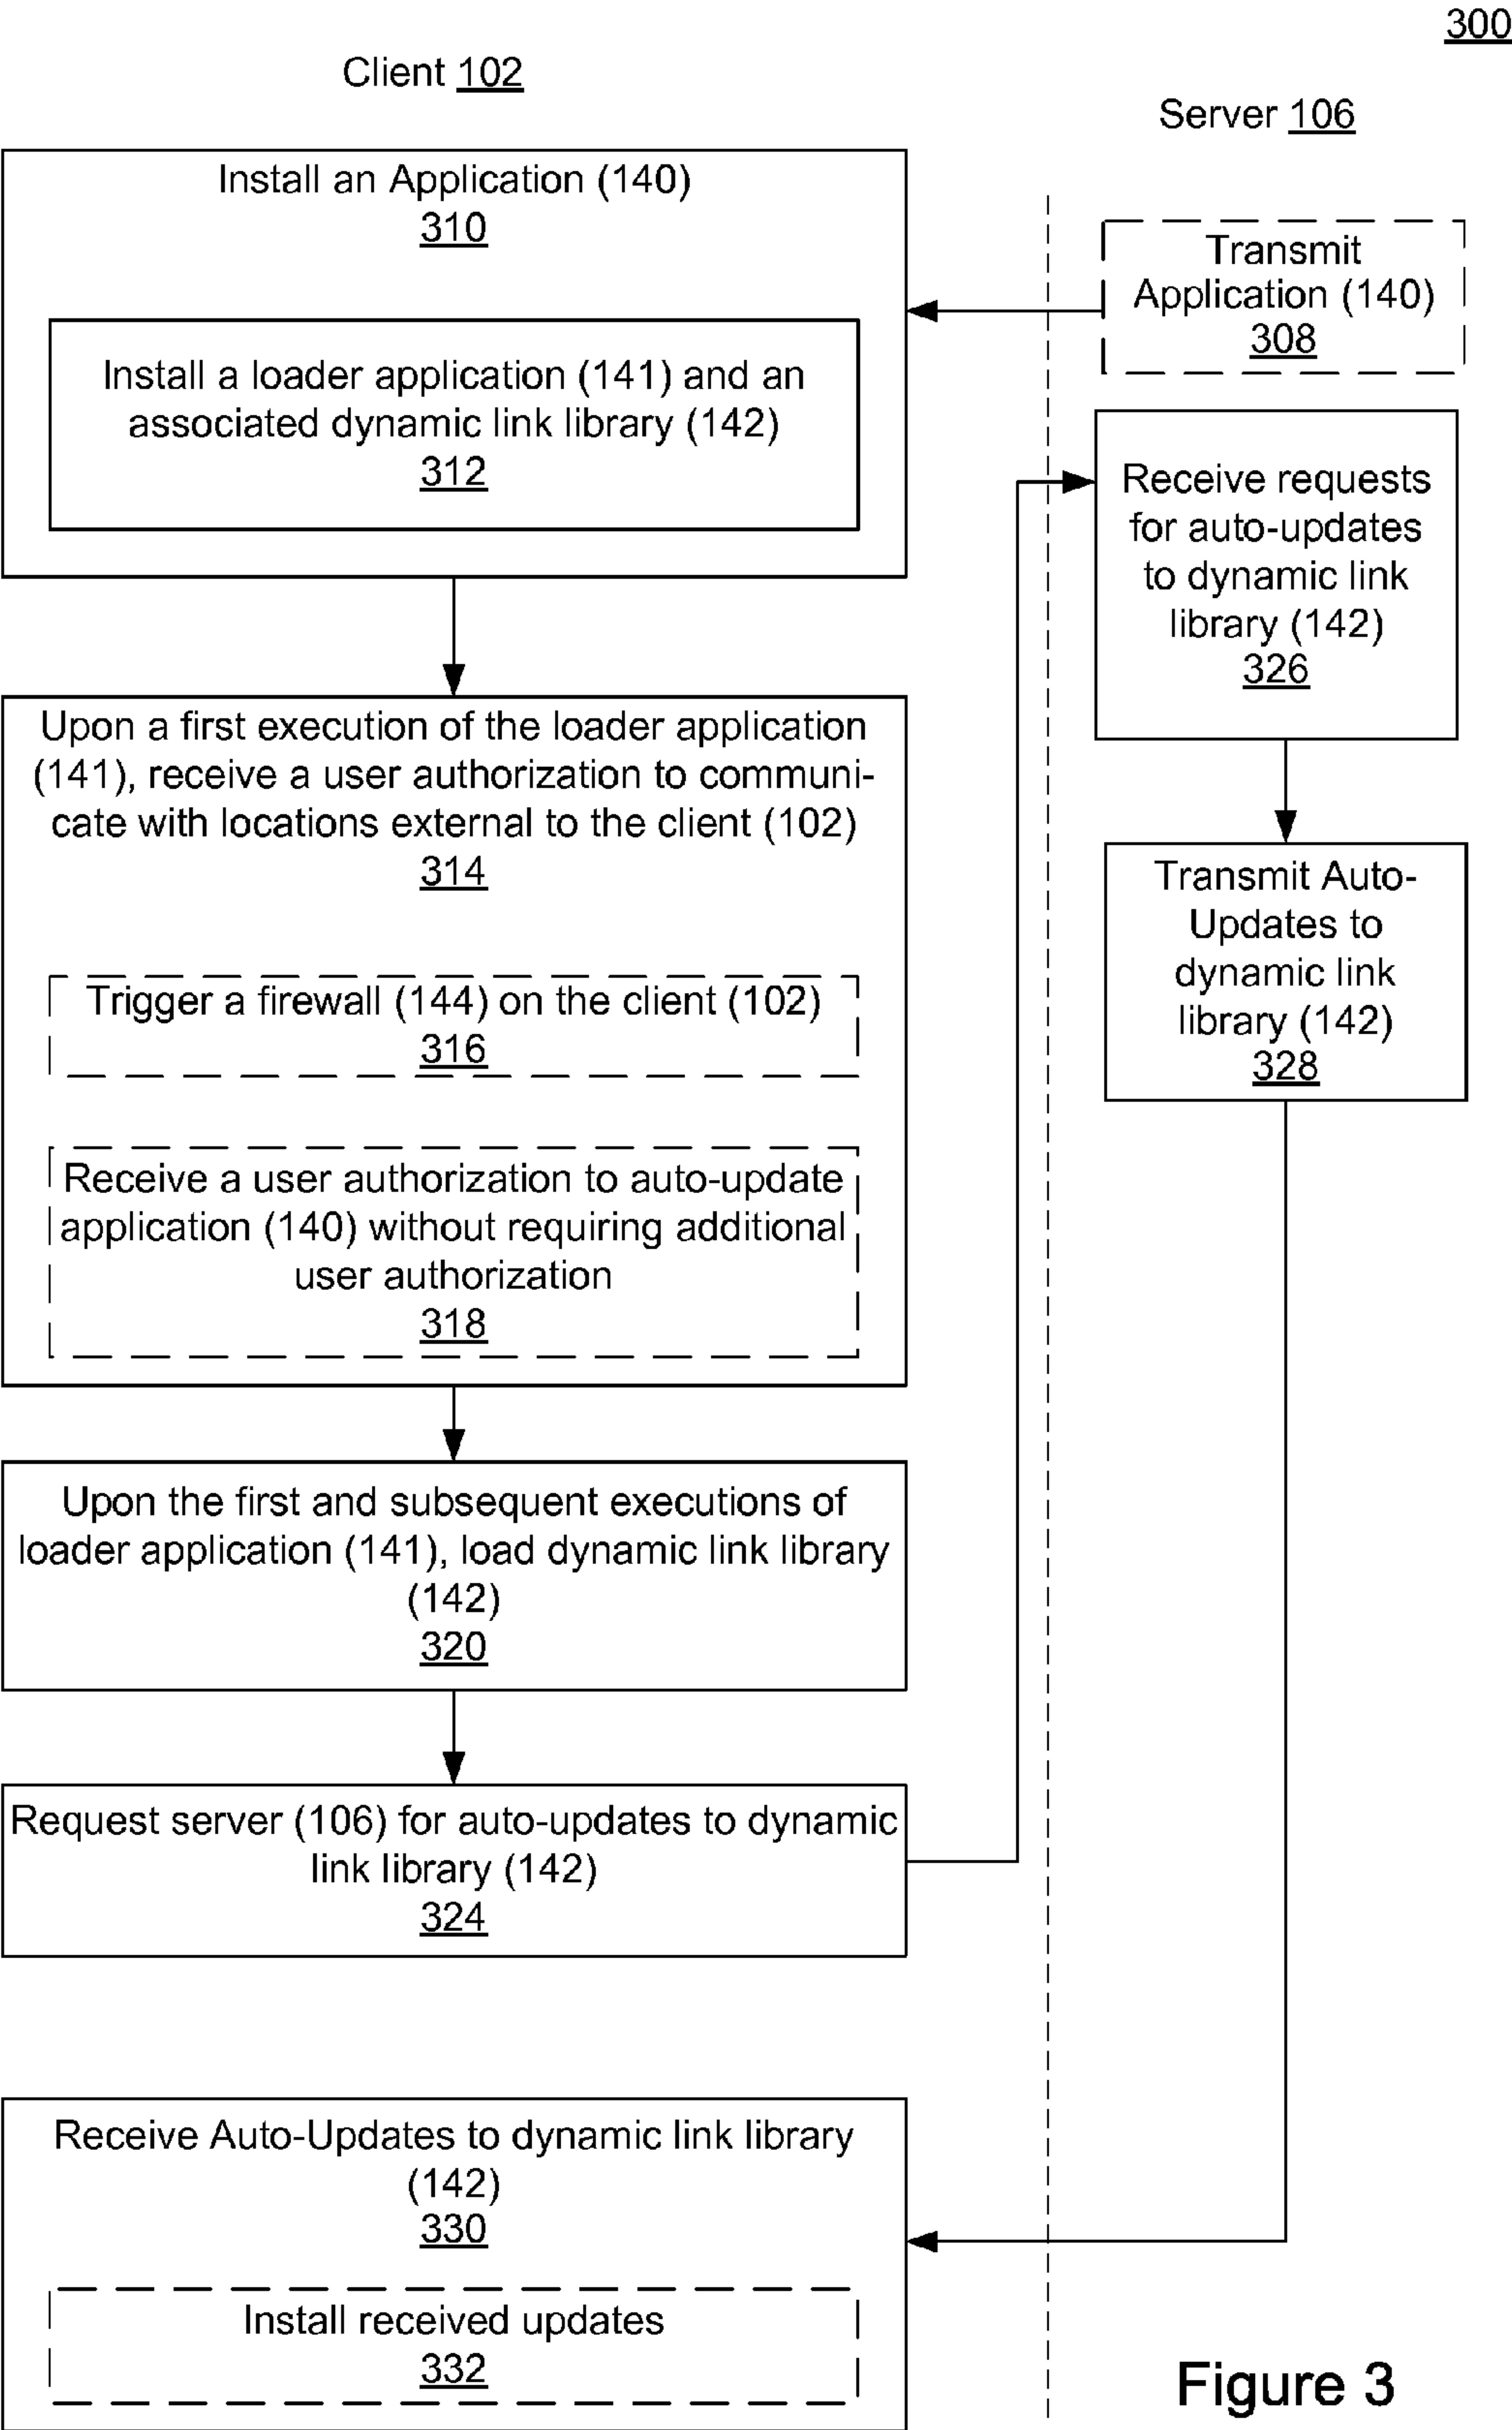 300
Client 102
Server 106
Install an Application (140)
310
Install a loader application (141) and an
associated dynamic link library (142)
312
Transmit
Application (140)
308
Receive requests
for auto-updates
to dynamic link
library (142)
326
Upon a first execution of the loader application
(141), receive a user authorization to communi-
cate with locations external to the client (102)
314
Trigger a firewall (144) on the client (102)
316
Receive a user authorization to auto-update
application (140) without requiring additional
user authorization
318
Transmit Auto-
Updates to
dynamic link
library (142)
328
Upon the first and subsequent executions of
loader application (141), load dynamic link library
(142)
320
Request server (106) for auto-updates to dynamic
link library (142)
324
Receive Auto-Updates to dynamic link library
(142)
330
Install received updates
332
Figure 3